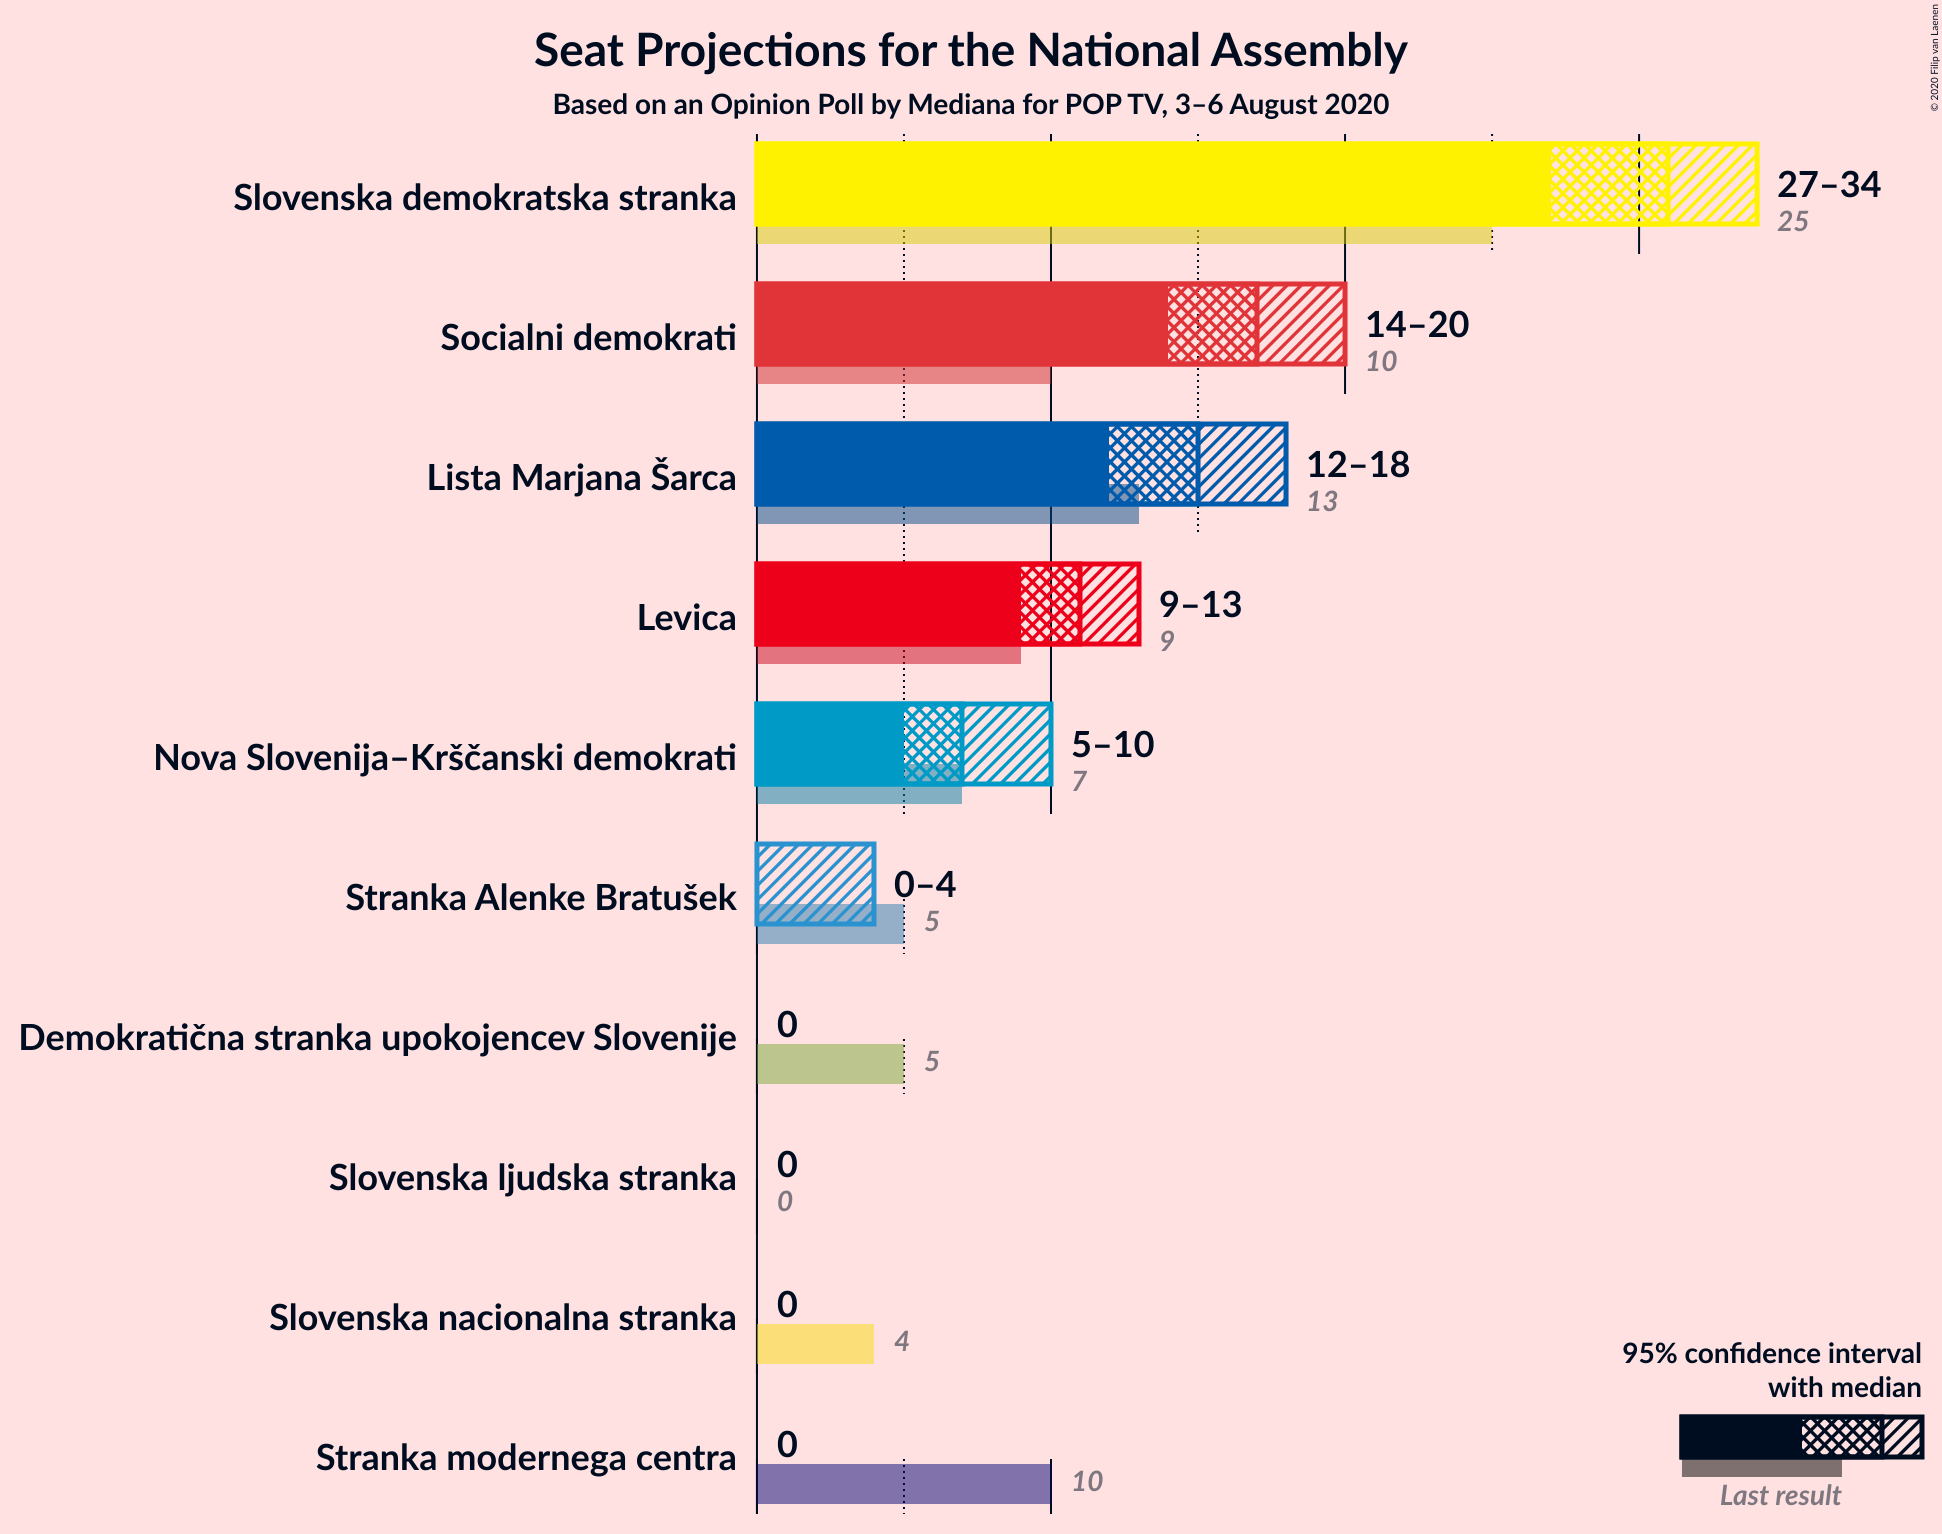 Seat Projections for the National Assembly
Based on an Opinion Poll by Mediana for POP TV, 3–6 August 2020
© 2020 Filip van Laenen
Slovenska demokratska stranka
27–34
25
Socialni demokrati
14–20
10
Lista Marjana Šarca
12–18
13
Levica
9–13
9
Nova Slovenija–Krščanski demokrati
5–10
7
Stranka Alenke Bratušek
0–4
5
Demokratična stranka upokojencev Slovenije
0
5
Slovenska ljudska stranka
0
0
Slovenska nacionalna stranka
0
4
Stranka modernega centra
0
10
95% confidence interval
with median
Last result